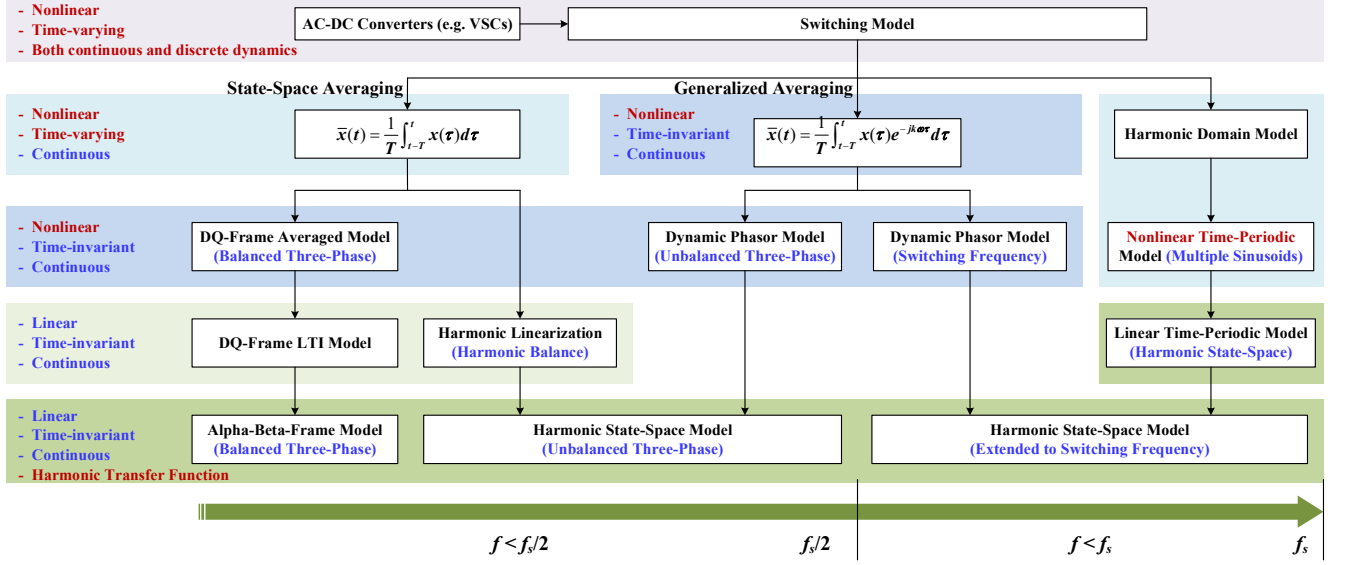 - Nonlinear
- Time-varying
- Both continuous and discrete dynamics
AC-DC Converters (e.g. VSCs)
Switching Model
State-Space Averaging
Generalized Averaging
- Nonlinear
- Time-varying
- Continuous
x̄(t) = 1/T ∫_{t-T}^{t} x(τ)dτ
- Nonlinear
- Time-invariant
- Continuous
x̄(t) = 1/T ∫_{t-T}^{t} x(τ)e^{-jkωτ}dτ
Harmonic Domain Model
- Nonlinear
- Time-invariant
- Continuous
DQ-Frame Averaged Model
(Balanced Three-Phase)
Dynamic Phasor Model
(Unbalanced Three-Phase)
Dynamic Phasor Model
(Switching Frequency)
Nonlinear Time-Periodic
Model (Multiple Sinusoids)
- Linear
- Time-invariant
- Continuous
DQ-Frame LTI Model
Harmonic Linearization
(Harmonic Balance)
Linear Time-Periodic Model
(Harmonic State-Space)
- Linear
- Time-invariant
- Continuous
- Harmonic Transfer Function
Alpha-Beta-Frame Model
(Balanced Three-Phase)
Harmonic State-Space Model
(Unbalanced Three-Phase)
Harmonic State-Space Model
(Extended to Switching Frequency)
f < f_s/2
f_s/2
f < f_s
f_s